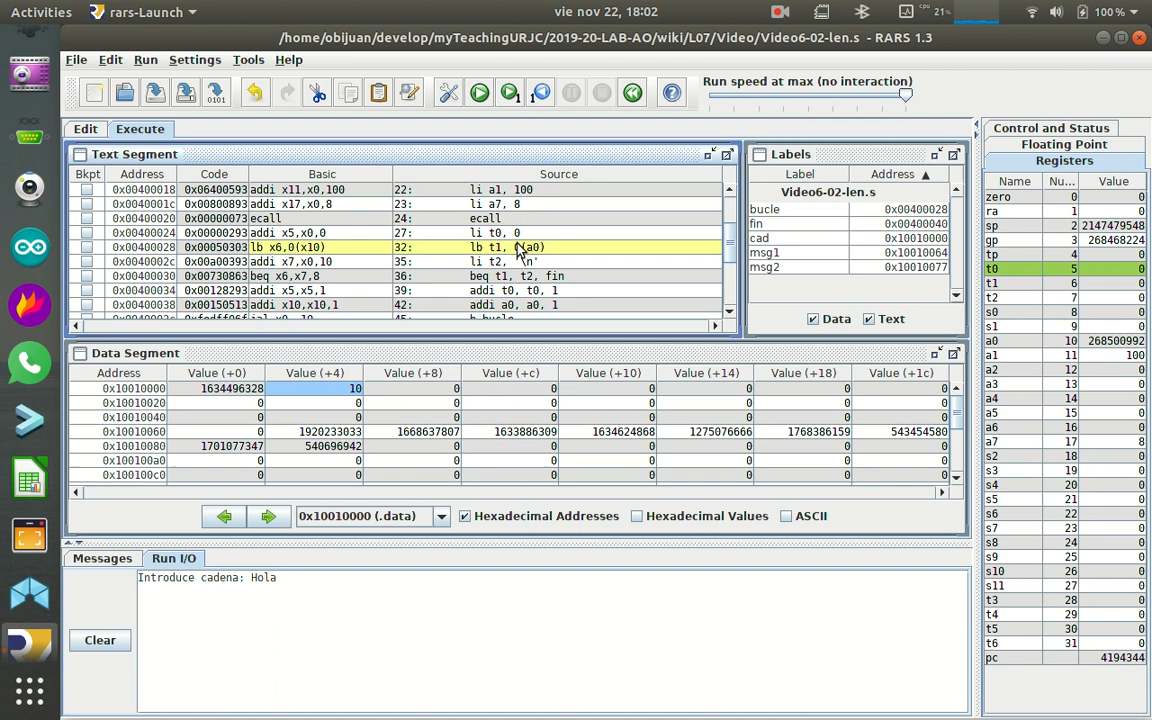 Activities rars-Launch vie nov 22, 18:02 cpu 21% 100%
/home/obijuan/develop/myTeachingURJC/2019-20-LAB-AO/wiki/L07/Video/Video6-02-len.s - RARS 1.3
File Edit Run Settings Tools Help
Run speed at max (no interaction)
Edit Execute
Text Segment
Bkpt Address Code Basic Source
0x00400018 0x06400593 addi x11,x0,100 22: li a1, 100
0x0040001c 0x00800893 addi x17,x0,8 23: li a7, 8
0x00400020 0x00000073 ecall 24: ecall
0x00400024 0x00000293 addi x5,x0,0 27: li t0, 0
0x00400028 0x00050303 lb x6,0(x10) 32: lb t1, (a0)
0x0040002c 0x00a00393 addi x7,x0,10 35: li t2, n'
0x00400030 0x00730863 beq x6,x7,8 36: beq t1, t2, fin
0x00400034 0x00128293 addi x5,x5,1 39: addi t0, t0, 1
0x00400038 0x00150513 addi x10,x10,1 42: addi a0, a0, 1
Labels
Label Address ▲
Video6-02-len.s
bucle 0x00400028
fin 0x00400040
cad 0x10010000
msg1 0x10010064
msg2 0x10010077
Data Text
Data Segment
Address Value (+0) Value (+4) Value (+8) Value (+c) Value (+10) Value (+14) Value (+18) Value (+1c)
0x10010000 1634496328 10 0 0 0 0 0 0
0x10010020 0 0 0 0 0 0 0 0
0x10010040 0 0 0 0 0 0 0 0
0x10010060 0 1920233033 1668637807 1633886309 1634624868 1275076666 1768386159 543454580
0x10010080 1701077347 540696942 0 0 0 0 0 0
0x100100a0 0 0 0 0 0 0 0 0
0x100100c0 0 0 0 0 0 0 0 0
0x10010000 (.data) Hexadecimal Addresses Hexadecimal Values ASCII
Messages Run I/O
Introduce cadena: Hola
Clear
Control and Status
Floating Point
Registers
Name Nu... Value
zero 0 0
ra 1 0
sp 2 2147479548
gp 3 268468224
tp 4 0
t0 5 0
t1 6 0
t2 7 0
s0 8 0
s1 9 0
a0 10 268500992
a1 11 100
a2 12 0
a3 13 0
a4 14 0
a5 15 0
a6 16 0
a7 17 8
s2 18 0
s3 19 0
s4 20 0
s5 21 0
s6 22 0
s7 23 0
s8 24 0
s9 25 0
s10 26 0
s11 27 0
t3 28 0
t4 29 0
t5 30 0
t6 31 0
pc 4194344